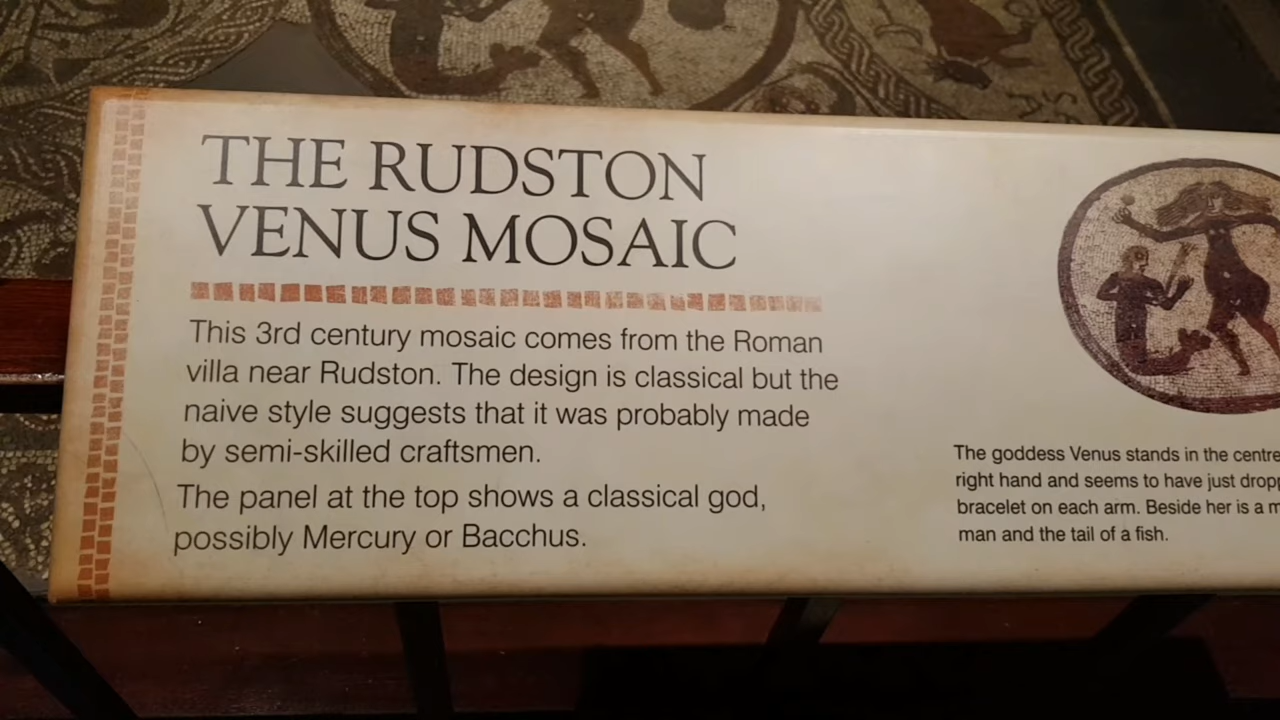 THE RUDSTON
VENUS MOSAIC
This 3rd century mosaic comes from the Roman
villa near Rudston. The design is classical but the
naive style suggests that it was probably made
by semi-skilled craftsmen.
The panel at the top shows a classical god,
possibly Mercury or Bacchus.
The goddess Venus stands in the centre
right hand and seems to have just
bracelet on each arm. Beside her is a
man and the tail of a fish.